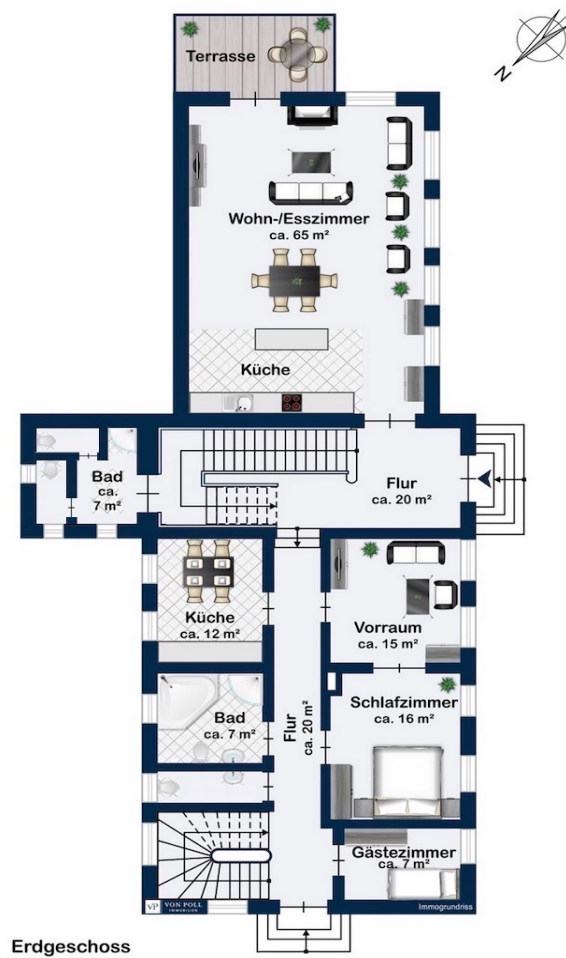 Terrasse
N
Wohn-/Esszimmer
ca. 65 m²
Küche
Bad
ca.
7 m²
Flur
ca. 20 m²
Küche
ca. 12 m²
Vorraum
ca. 15 m²
Schlafzimmer
ca. 16 m²
Bad
ca. 7 m²
Flur
ca. 20 m²
Gästezimmer
ca. 7 m²
VP VON POLL
IMMOBILIEN
Immogrundriss
Erdgeschoss